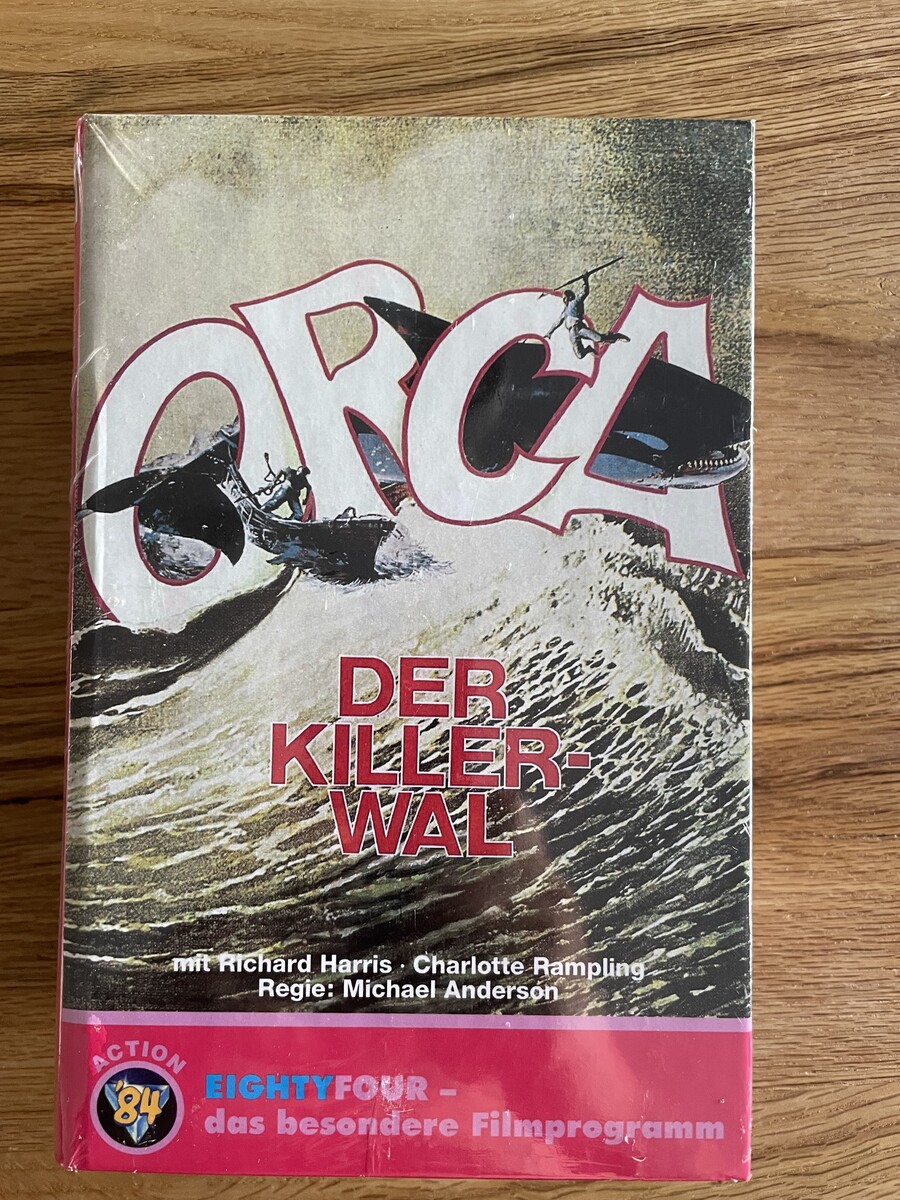 ORCA
DER
KILLER-
WAL
mit Richard Harris · Charlotte Rampling
Regie: Michael Anderson
ACTION
'84
EIGHTYFOUR –
das besondere Filmprogramm